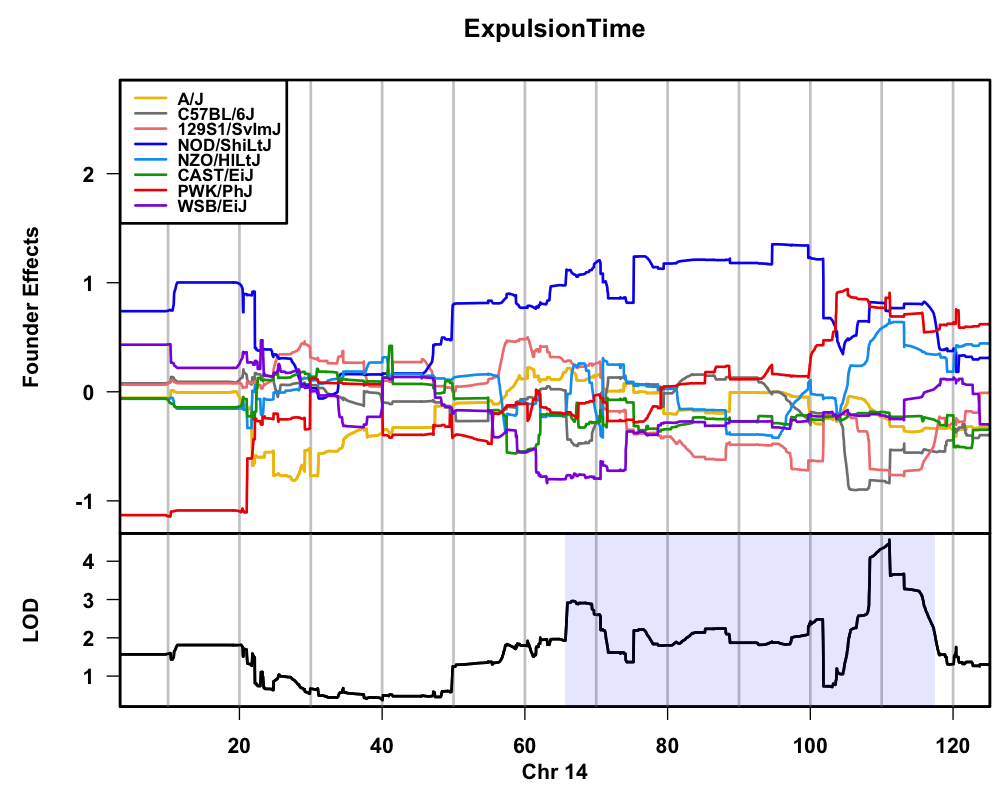 ExpulsionTime
A/J
C57BL/6J
129S1/SvImJ
NOD/ShiLtJ
NZO/HILtJ
CAST/EiJ
PWK/PhJ
WSB/EiJ
Founder Effects
2
1
0
-1
LOD
4
3
2
1
20 40 60 80 100 120
Chr 14